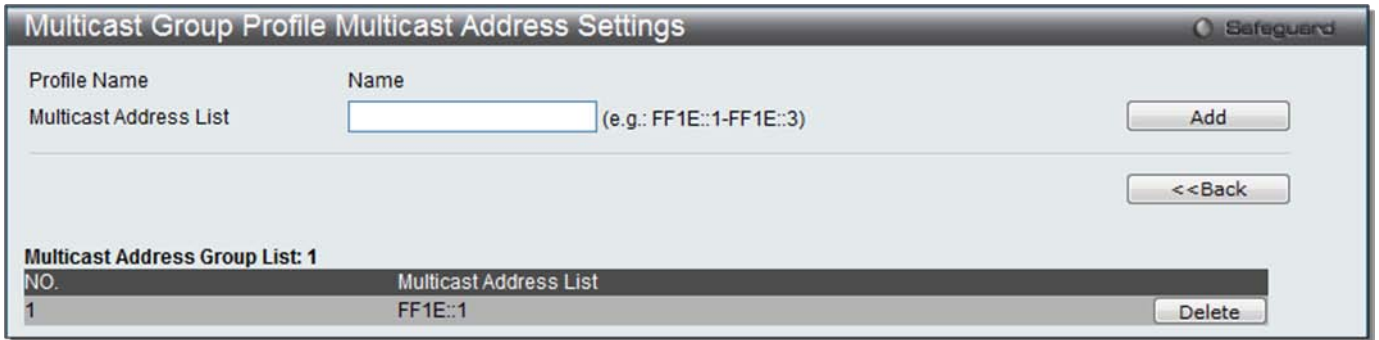 Multicast Group Profile Multicast Address Settings Safeguard
Profile Name Name
Multicast Address List (e.g.: FF1E::1-FF1E::3) Add
<<Back
Multicast Address Group List: 1
NO. Multicast Address List
1 FF1E::1 Delete